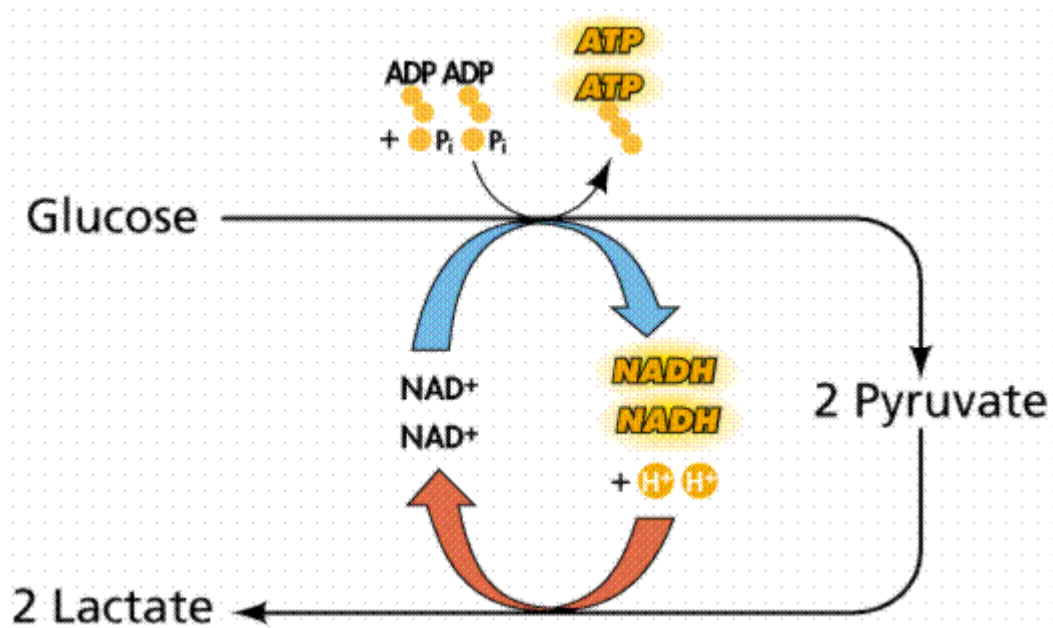 ATP
ADP ADP
ATP
+ Pi Pi
Glucose
NAD+
NADH
2 Pyruvate
NADH
NAD+
+ H+ H+
2 Lactate